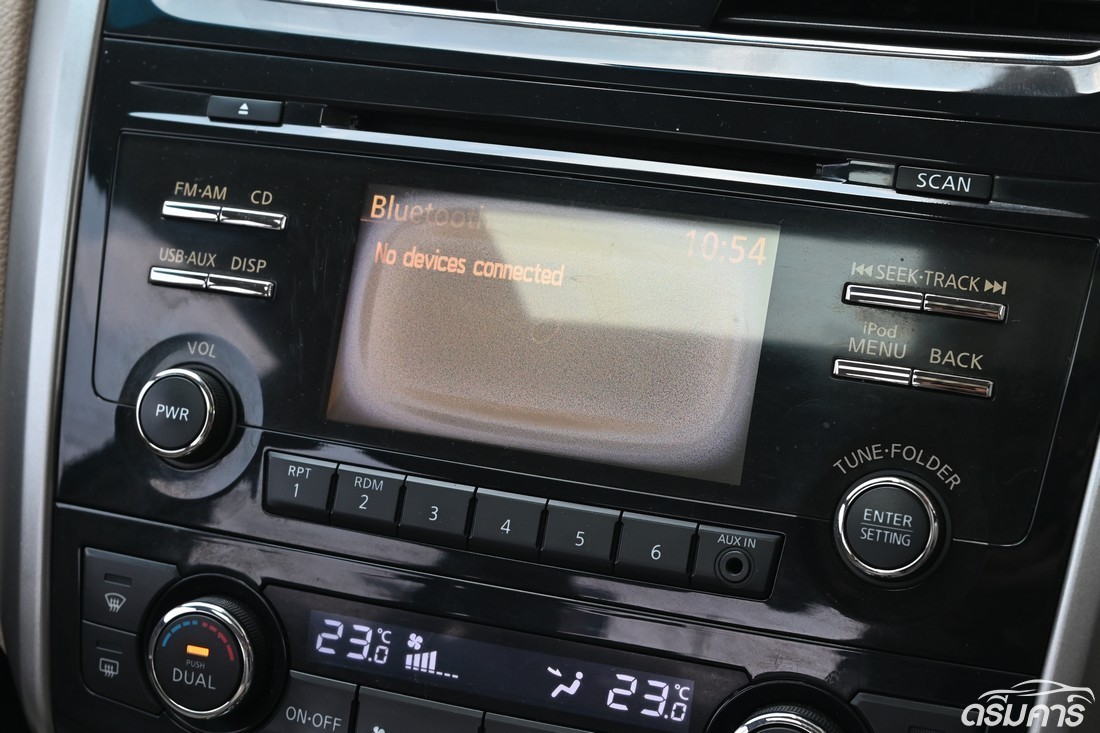 SCAN
FM·AM CD
USB·AUX DISP
Bluetooth
10:54
No devices connected
SEEK·TRACK
iPod
MENU BACK
VOL
PWR
TUNE·FOLDER
ENTER
SETTING
RPT
1
RDM
2
3
4
5
6
AUX IN
23.0°C
23.0°C
PUSH
DUAL
ON·OFF
ดริมคาร์